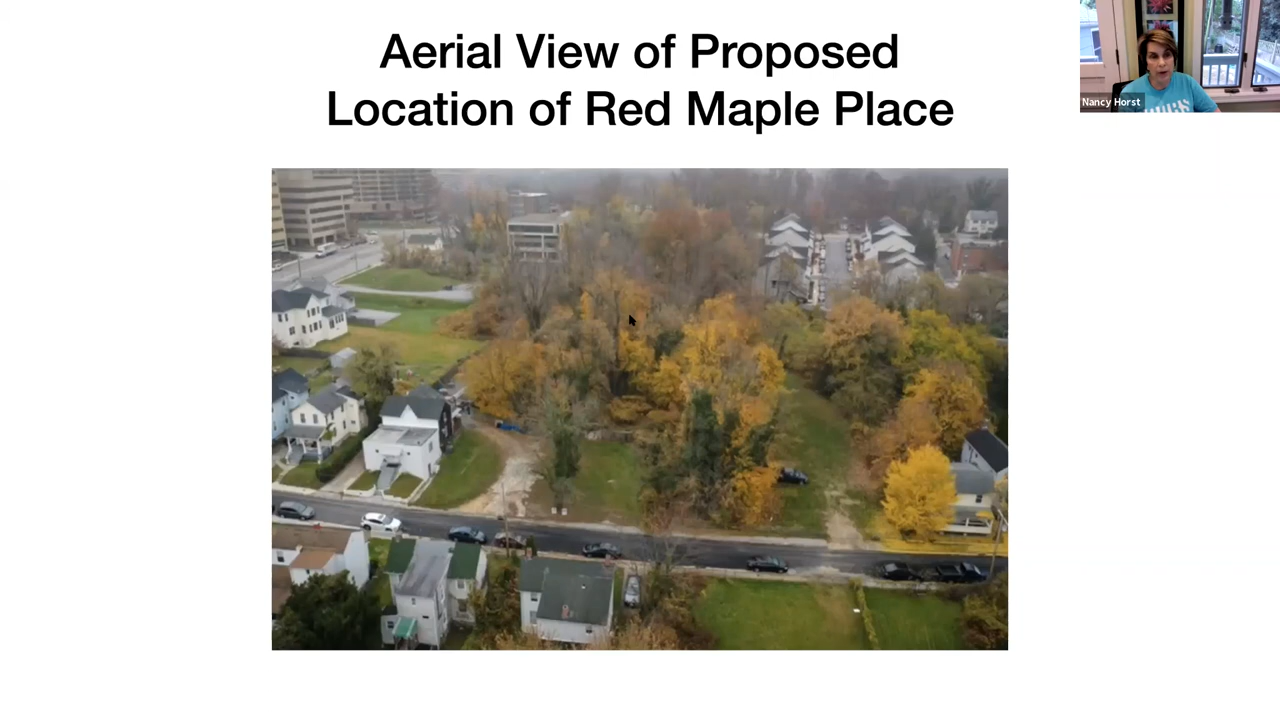 Aerial View of Proposed
Location of Red Maple Place
Nancy Horst